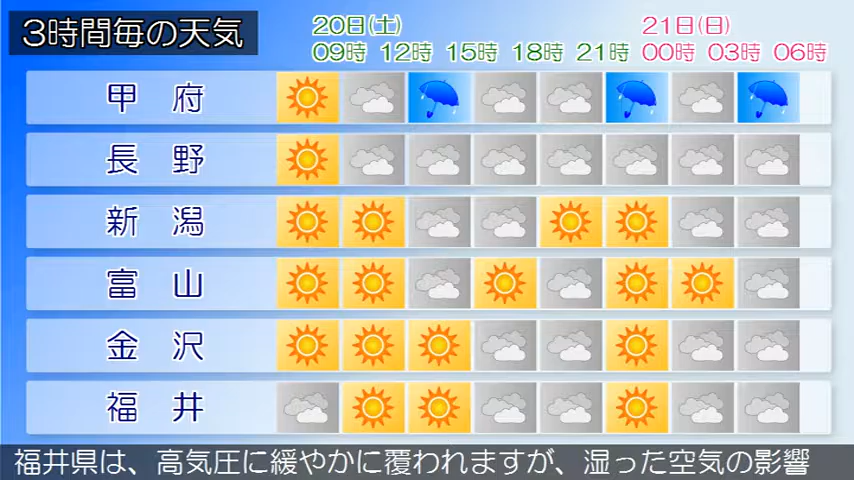 3時間毎の天気
20日(土) 21日(日)
09時 12時 15時 18時 21時 00時 03時 06時
甲府
長野
新潟
富山
金沢
福井
福井県は、高気圧に緩やかに覆われますが、湿った空気の影響